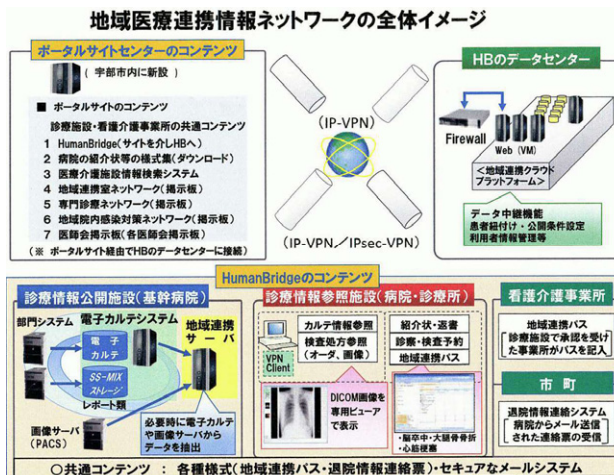 地域医療連携情報ネットワークの全体イメージ
ポータルサイトセンターのコンテンツ
(宇部市内に新設)
■ ポータルサイトのコンテンツ
診療施設・看護介護事業所の共通コンテンツ
1 HumanBridge(サイトを介しHBへ)
2 病院の紹介状等の様式集(ダウンロード)
3 医療介護施設情報検索システム
4 地域連携室ネットワーク(掲示板)
5 専門診療ネットワーク(掲示板)
6 地域院内感染対策ネットワーク(掲示板)
7 医師会掲示板(各医師会掲示板)
(※ ポータルサイト経由でHBのデータセンターに接続)
(IP-VPN)
(IP-VPN/IPsec-VPN)
HBのデータセンター
Firewall
Web (VM)
<地域連携クラウド
プラットフォーム>
データ中継機能
患者紐付け・公開条件設定
利用者情報管理等
HumanBridgeのコンテンツ
診療情報公開施設(基幹病院)
部門システム
電子カルテシステム
電子
カルテ
SS-MIX
ストレージ
レポート類
地域連携
サーバ
画像サーバ
(PACS)
必要時に電子カルテ
や画像サーバから
データを抽出
診療情報参照施設(病院・診療所)
VPN
Client
カルテ情報参照
検査処方参照
(オーダ、画像)
紹介状・返書
診察・検査予約
地域連携パス
DICOM画像を
専用ビューア
で表示
・脳卒中・大腿骨骨折
・心筋梗塞
看護介護事業所
地域連携パス
診療施設で承認を受け
た事業所がパスを記入
市町
退院情報連絡システム
病院からメール送信
された連絡票の受信
○共通コンテンツ : 各種様式(地域連携パス・退院情報連絡票)・セキュアなメールシステム